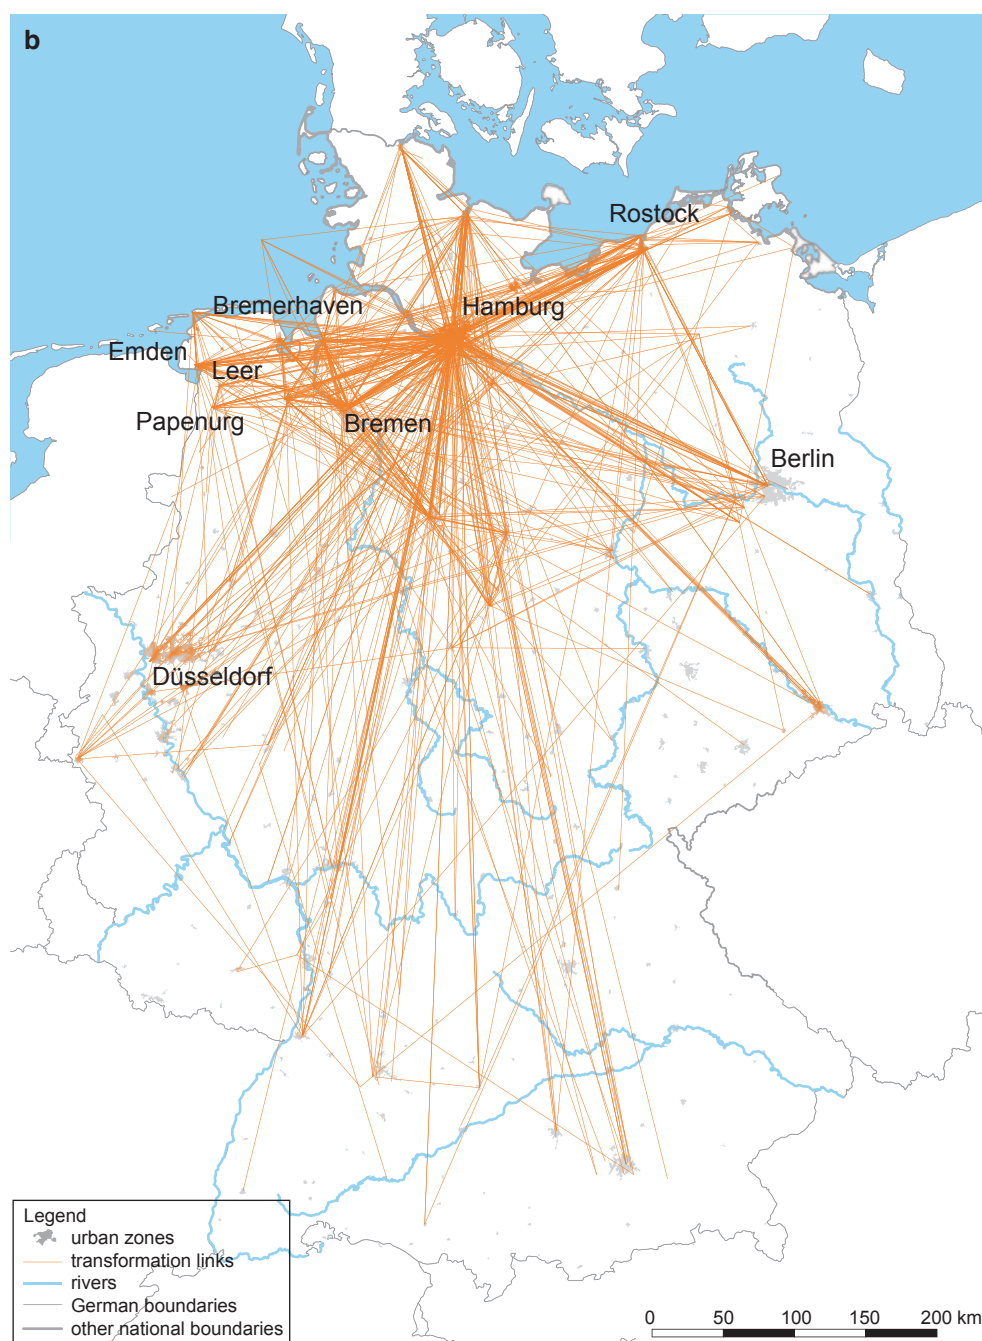 b
Rostock
Bremerhaven
Hamburg
Emden
Leer
Papenurg
Bremen
Berlin
Düsseldorf
Legend
urban zones
transformation links
rivers
German boundaries
other national boundaries
0 50 100 150 200 km